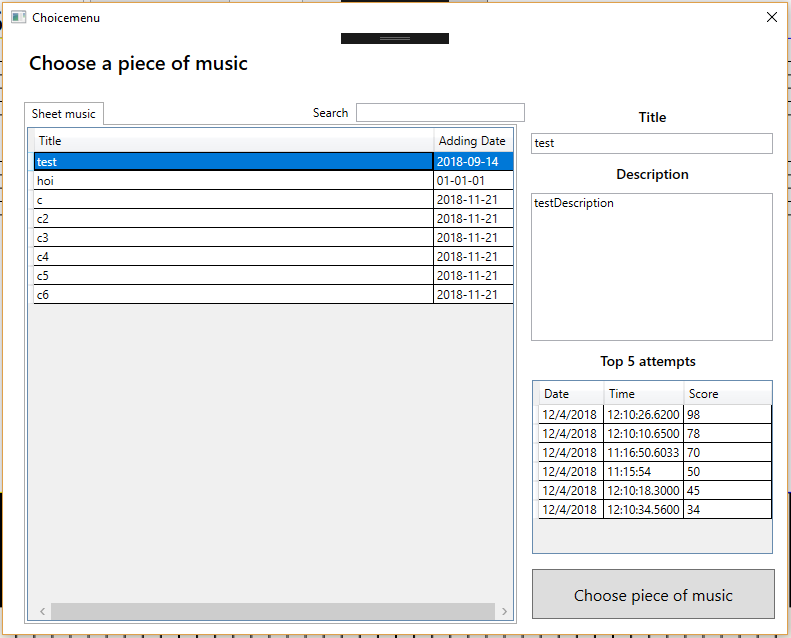 Choicemenu
Choose a piece of music
Sheet music
Search
Title Adding Date
test 2018-09-14
hoi 01-01-01
c 2018-11-21
c2 2018-11-21
c3 2018-11-21
c4 2018-11-21
c5 2018-11-21
c6 2018-11-21
Title
test
Description
testDescription
Top 5 attempts
Date Time Score
12/4/2018 12:10:26.6200 98
12/4/2018 12:10:10.6500 78
12/4/2018 11:16:50.6033 70
12/4/2018 11:15:54 50
12/4/2018 12:10:18.3000 45
12/4/2018 12:10:34.5600 34
Choose piece of music